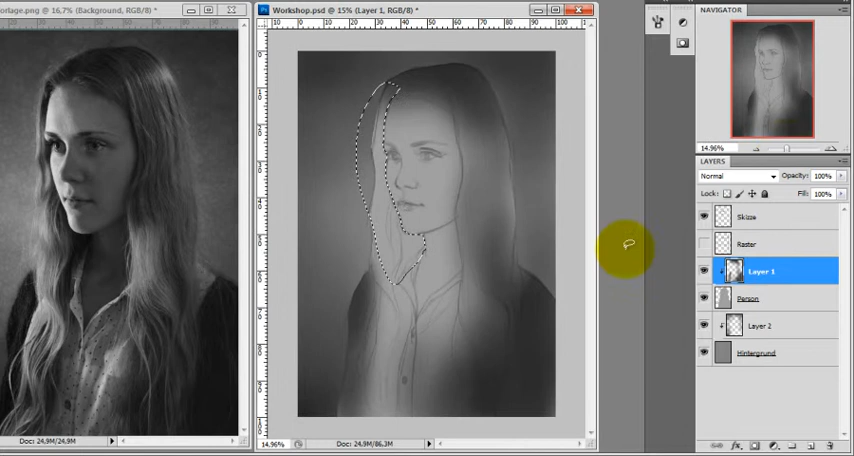 orlage.png @ 16,7% (Background, RGB/8) *
Workshop.psd @ 15% (Layer 1, RGB/8) *
NAVIGATOR
14.96%
LAYERS
Normal
Opacity: 100%
Lock:
Fill: 100%
Skizze
Raster
Layer 1
Person
Layer 2
Hintergrund
Doc: 24,9M/24,9M
14.96%
Doc: 24,9M/86,3M